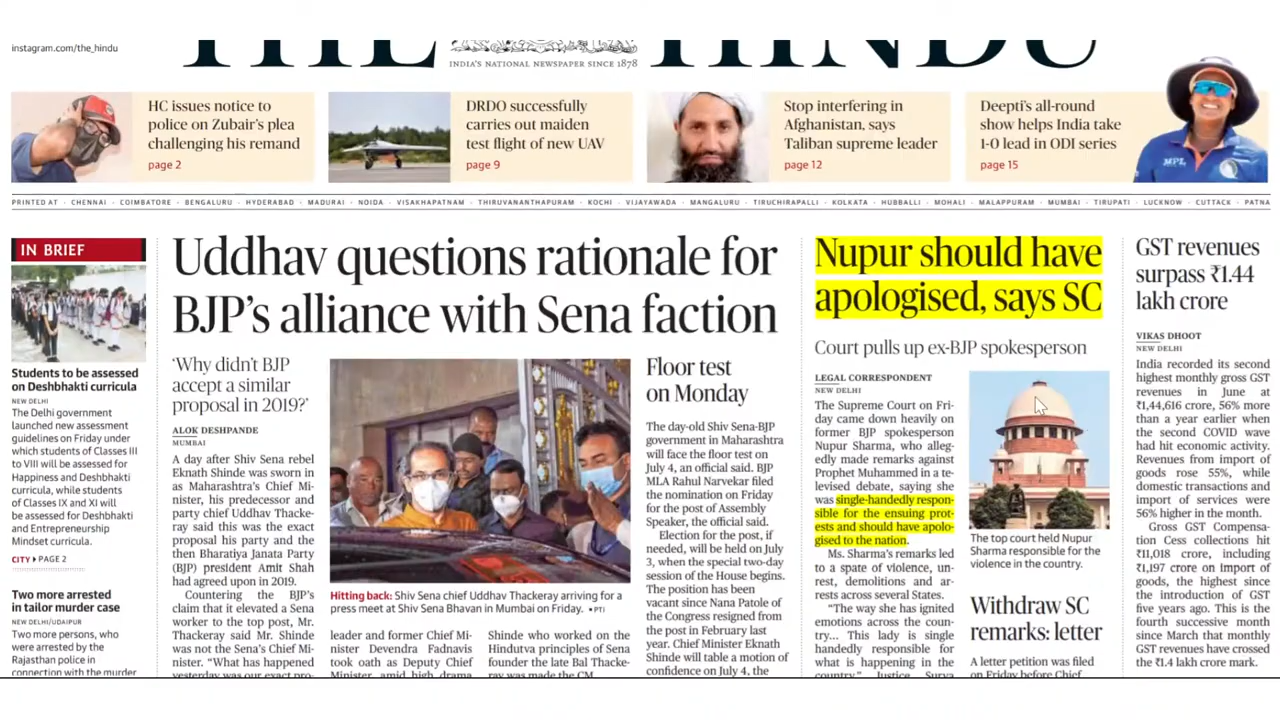 instagram.com/the_hindu
THE HINDU
INDIA'S NATIONAL NEWSPAPER SINCE 1878
HC issues notice to
police on Zubair's plea
challenging his remand
page 2
DRDO successfully
carries out maiden
test flight of new UAV
page 9
Stop interfering in
Afghanistan, says
Taliban supreme leader
page 12
Deepti's all-round
show helps India take
1-0 lead in ODI series
page 15
MPL
PRINTED AT · CHENNAI · COIMBATORE · BENGALURU · HYDERABAD · MADURAI · NOIDA · VISAKHAPATNAM · THIRUVANANTHAPURAM · KOCHI · VIJAYAWADA · MANGALURU · TIRUCHIRAPALLI · KOLKATA · HUBBALLI · MOHALI · MALAPPURAM · MUMBAI · TIRUPATI · LUCKNOW · CUTTACK · PATNA
IN BRIEF
Students to be assessed
on Deshbhakti curricula
NEW DELHI
The Delhi government
launched new assessment
guidelines on Friday under
which students of Classes III
to VIII will be assessed for
Happiness and Deshbhakti
curricula, while students
of Classes IX and XI will
be assessed for Deshbhakti
and Entrepreneurship
Mindset curricula.
CITY PAGE 2
Two more arrested
in tailor murder case
NEW DELHI/UDAIPUR
Two more persons, who
were arrested by the
Rajasthan police in
connection with the murder
Uddhav questions rationale for
BJP's alliance with Sena faction
'Why didn't BJP
accept a similar
proposal in 2019?'
ALOK DESHPANDE
MUMBAI
A day after Shiv Sena rebel
Eknath Shinde was sworn in
as Maharashtra's Chief Mi-
nister, his predecessor and
party chief Uddhav Thacke-
ray said this was the exact
proposal his party and the
then Bharatiya Janata Party
(BJP) president Amit Shah
had agreed upon in 2019.
Countering the BJP's
claim that it elevated a Sena
worker to the top post, Mr.
Thackeray said Mr. Shinde
was not the Sena's Chief Mi-
nister. "What has happened
yesterday was our exact pro-
Hitting back: Shiv Sena chief Uddhav Thackeray arriving for a
press meet at Shiv Sena Bhavan in Mumbai on Friday. • PTI
leader and former Chief Mi-
nister Devendra Fadnavis
took oath as Deputy Chief
Minister, amid high drama
Shinde who worked on the
Hindutva principles of Sena
founder the late Bal Thacke-
ray was made the CM
Floor test
on Monday
The day-old Shiv Sena-BJP
government in Maharashtra
will face the floor test on
July 4, an official said. BJP
MLA Rahul Narvekar filed
the nomination on Friday
for the post of Assembly
Speaker, the official said.
Election for the post, if
needed, will be held on July
3, when the special two-day
session of the House begins.
The position has been
vacant since Nana Patole of
the Congress resigned from
the post in February last
year. Chief Minister Eknath
Shinde will table a motion of
confidence on July 4, the
Nupur should have
apologised, says SC
Court pulls up ex-BJP spokesperson
LEGAL CORRESPONDENT
NEW DELHI
The Supreme Court on Fri-
day came down heavily on
former BJP spokesperson
Nupur Sharma, who alleg-
edly made remarks against
Prophet Muhammed in a te-
levised debate, saying she
was single-handedly respon-
sible for the ensuing prot-
ests and should have apolo-
gised to the nation.
Ms. Sharma's remarks led
to a spate of violence, un-
rest, demolitions and ar-
rests across several States.
"The way she has ignited
emotions across the coun-
try... This lady is single
handedly responsible for
what is happening in the
country," Justice Surya
The top court held Nupur
Sharma responsible for the
violence in the country.
Withdraw SC
remarks: letter
A letter petition was filed
on Friday before Chief
GST revenues
surpass ₹1.44
lakh crore
VIKAS DHOOT
NEW DELHI
India recorded its second
highest monthly gross GST
revenues in June at
₹1,44,616 crore, 56% more
than a year earlier when
the second COVID wave
had hit economic activity.
Revenues from import of
goods rose 55%, while
domestic transactions and
import of services were
56% higher in the month.
Gross GST Compensa-
tion Cess collections hit
₹11,018 crore, including
₹1,197 crore on import of
goods, the highest since
the introduction of GST
five years ago. This is the
fourth successive month
since March that monthly
GST revenues have crossed
the ₹1.4 lakh crore mark.